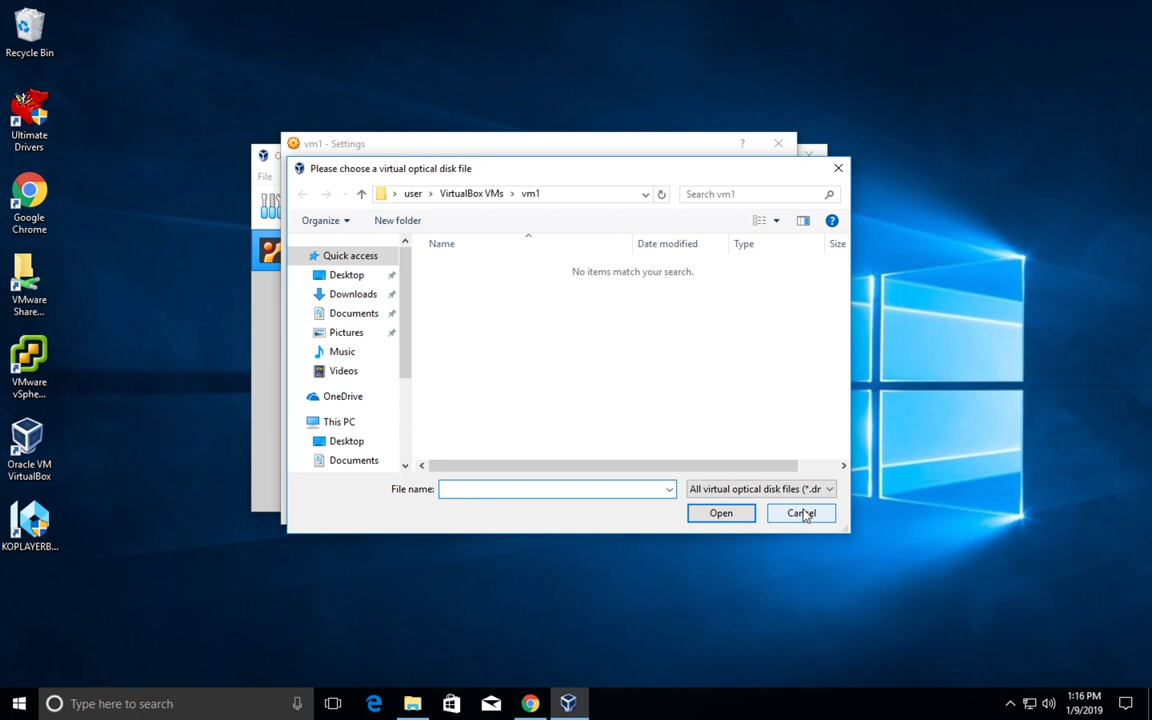 Recycle Bin
Ultimate
Drivers
Google
Chrome
VMware
Share...
VMware
vSphe...
Oracle VM
VirtualBox
KOPLAYERB...
vm1 - Settings
?
File
Please choose a virtual optical disk file
user
VirtualBox VMs
vm1
Search vm1
Organize
New folder
?
Name
Date modified
Type
Size
No items match your search.
Quick access
Desktop
Downloads
Documents
Pictures
Music
Videos
OneDrive
This PC
Desktop
Documents
File name:
All virtual optical disk files (*.dr
Open
Cancel
Type here to search
1:16 PM
1/9/2019